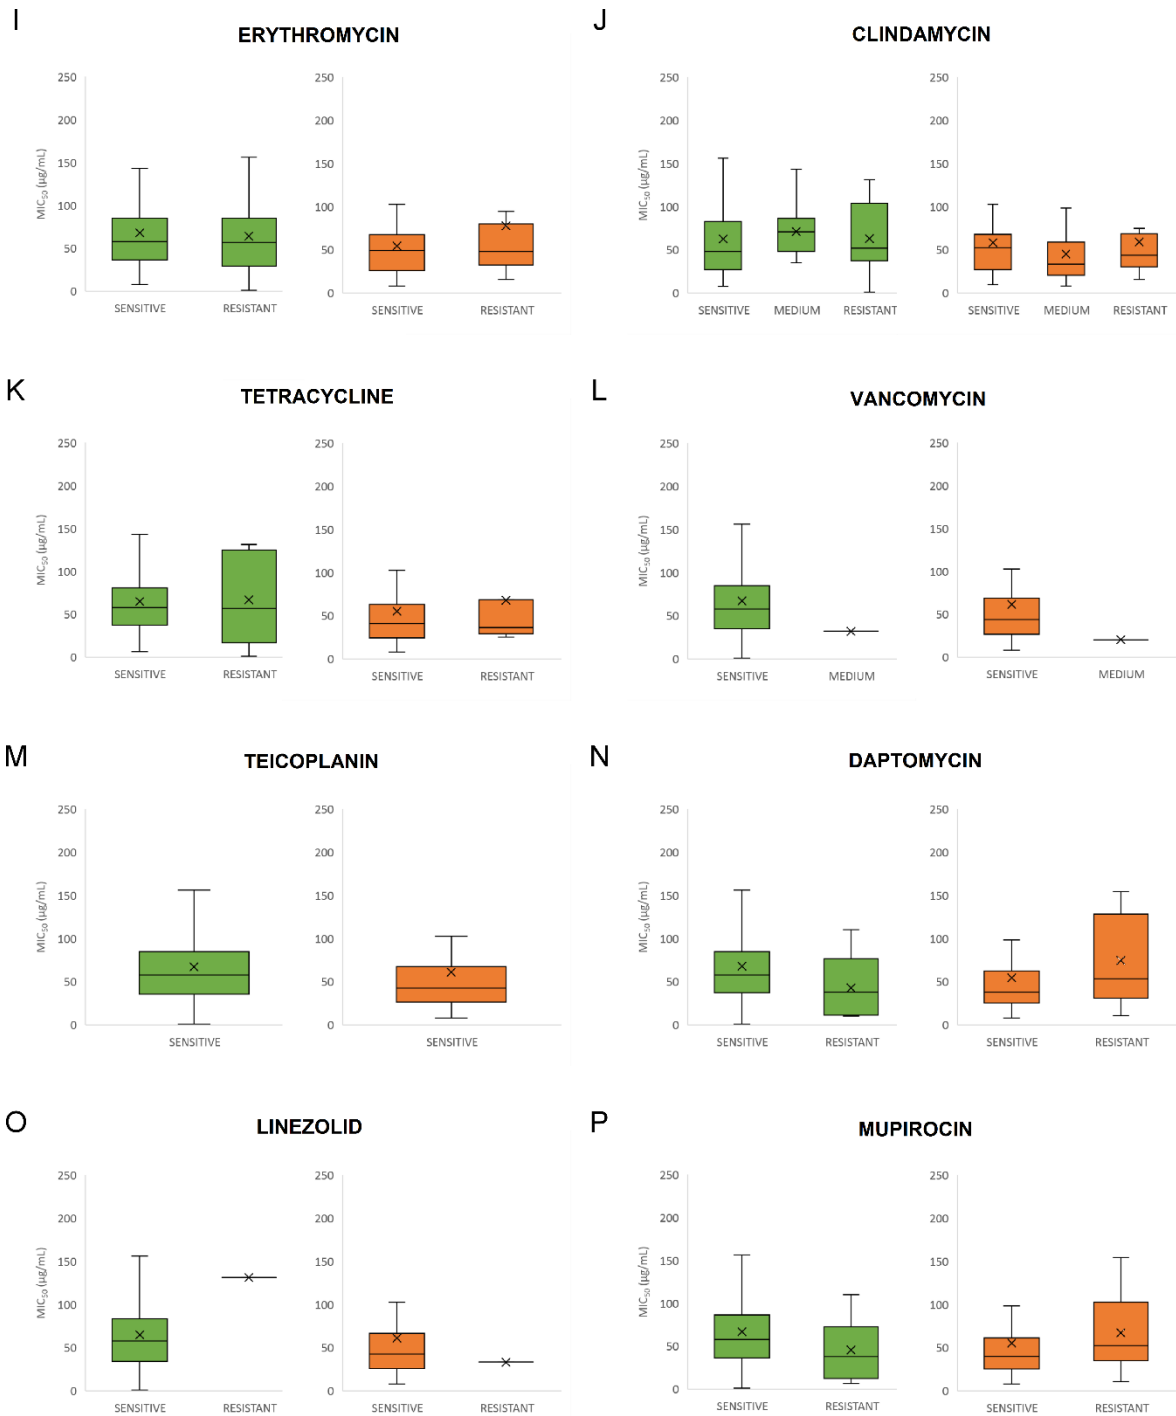 I
ERYTHROMYCIN
250
200
150
100
50
0
MIC50 (µg/mL)
SENSITIVE
RESISTANT
250
200
150
100
50
0
SENSITIVE
RESISTANT
J
CLINDAMYCIN
250
200
150
100
50
0
MIC50 (µg/mL)
SENSITIVE
MEDIUM
RESISTANT
250
200
150
100
50
0
SENSITIVE
MEDIUM
RESISTANT
K
TETRACYCLINE
250
200
150
100
50
0
MIC50 (µg/mL)
SENSITIVE
RESISTANT
250
200
150
100
50
0
SENSITIVE
RESISTANT
L
VANCOMYCIN
250
200
150
100
50
0
MIC50 (µg/mL)
SENSITIVE
MEDIUM
250
200
150
100
50
0
SENSITIVE
MEDIUM
M
TEICOPLANIN
250
200
150
100
50
0
MIC50 (µg/mL)
SENSITIVE
250
200
150
100
50
0
SENSITIVE
N
DAPTOMYCIN
250
200
150
100
50
0
MIC50 (µg/mL)
SENSITIVE
RESISTANT
250
200
150
100
50
0
SENSITIVE
RESISTANT
O
LINEZOLID
250
200
150
100
50
0
MIC50 (µg/mL)
SENSITIVE
RESISTANT
250
200
150
100
50
0
SENSITIVE
RESISTANT
P
MUPIROCIN
250
200
150
100
50
0
MIC50 (µg/mL)
SENSITIVE
RESISTANT
250
200
150
100
50
0
SENSITIVE
RESISTANT